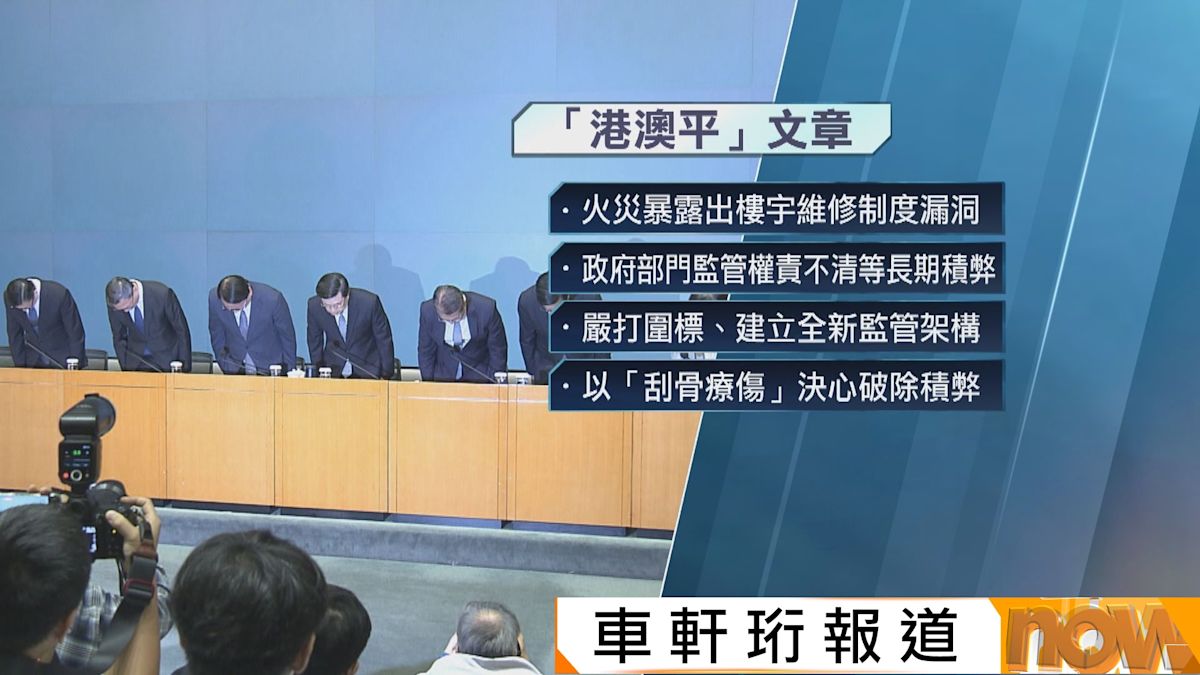 「港澳平」文章
· 火災暴露出樓宇維修制度漏洞
· 政府部門監管權責不清等長期積弊
· 嚴打圍標、建立全新監管架構
· 以「刮骨療傷」決心破除積弊
車軒珩報道
now